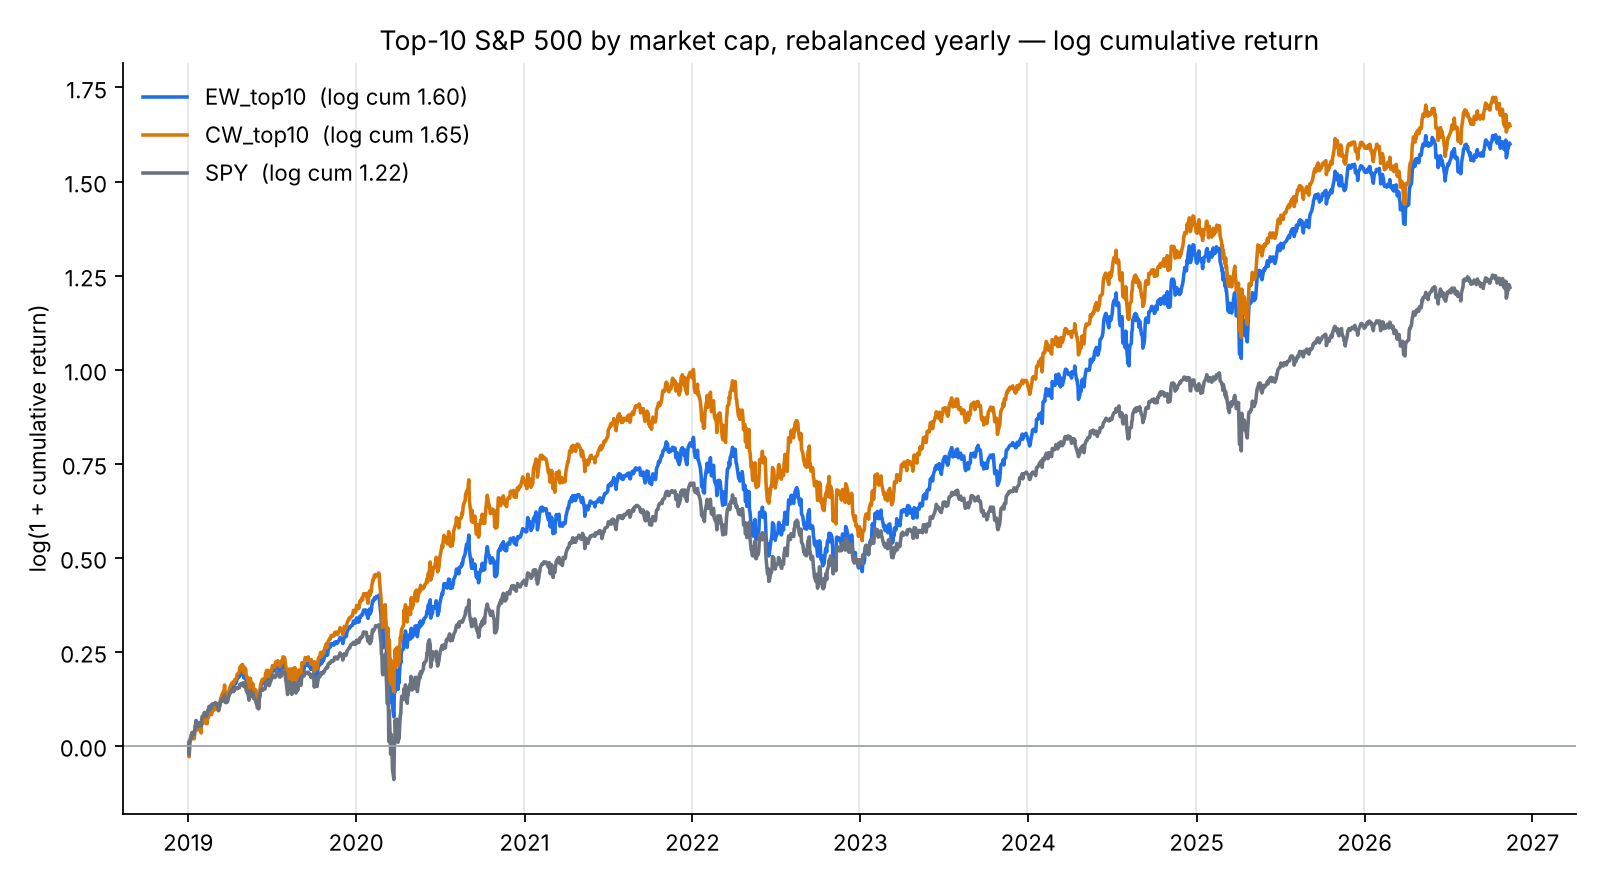 Top-10 S&P 500 by market cap, rebalanced yearly — log cumulative return
EW_top10 (log cum 1.60)
CW_top10 (log cum 1.65)
SPY (log cum 1.22)
log(1 + cumulative return)
1.75
1.50
1.25
1.00
0.75
0.50
0.25
0.00
2019 2020 2021 2022 2023 2024 2025 2026 2027